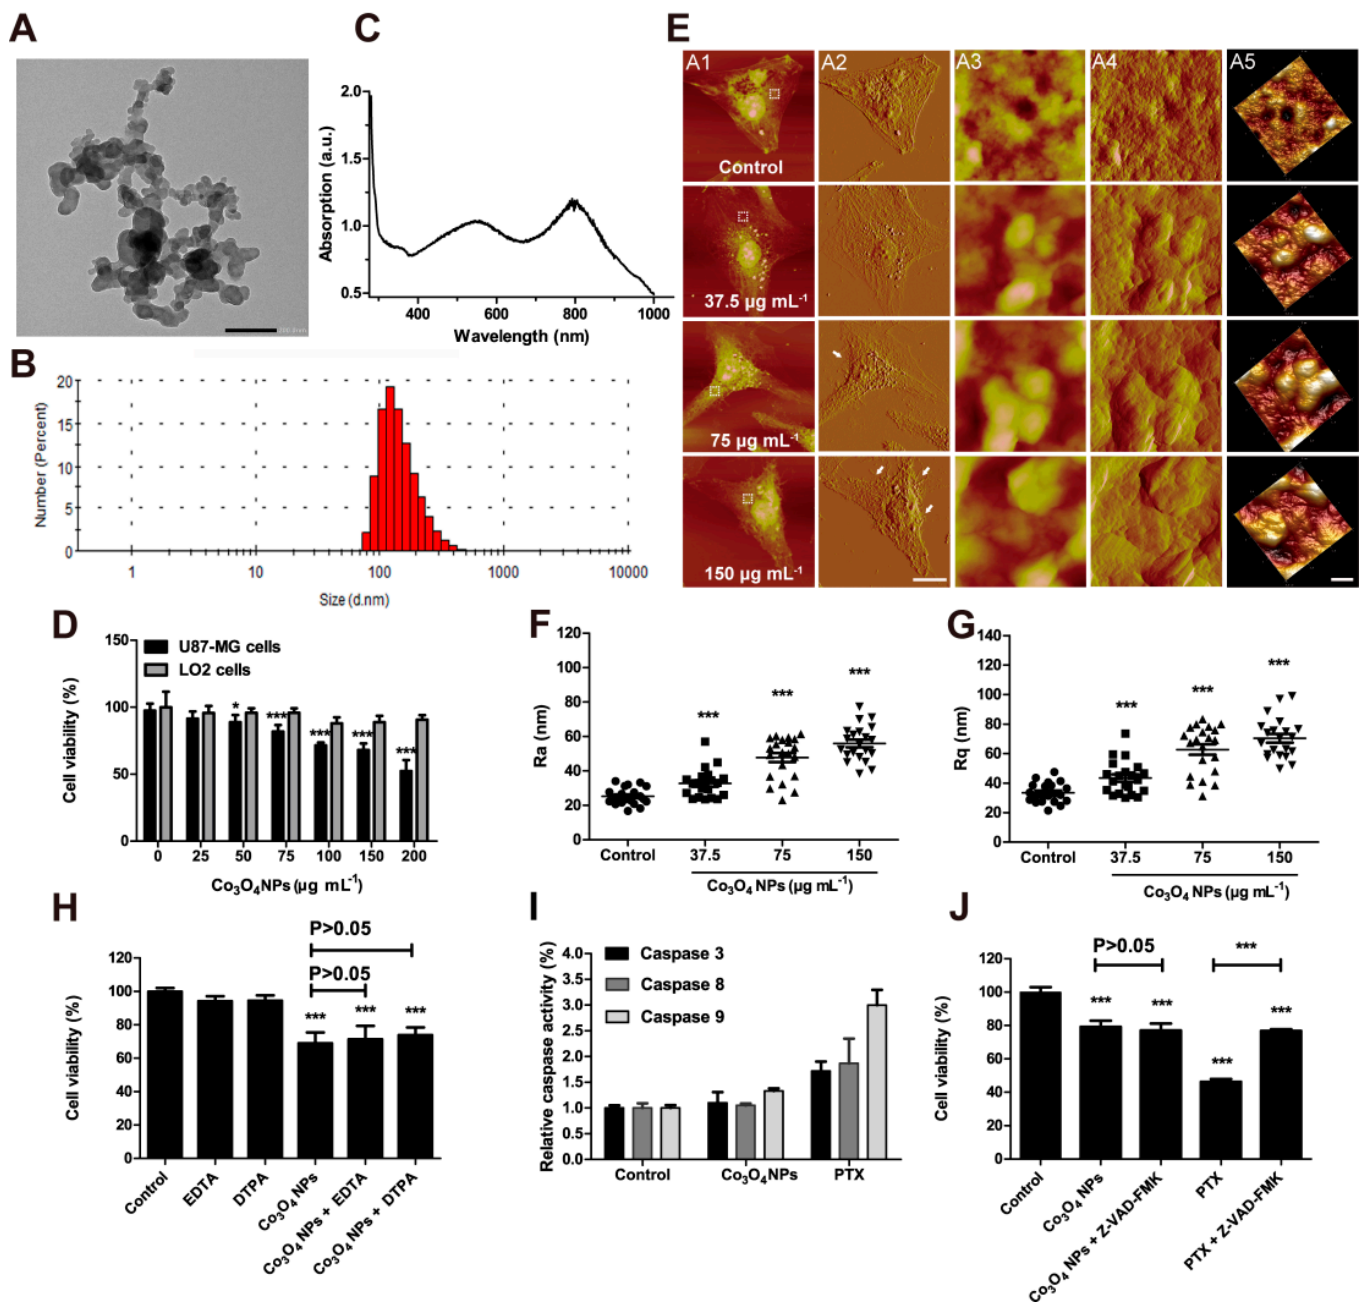 A
C
E
2.0
1.5
1.0
0.5
Absorption (a.u.)
400
600
800
1000
Wavelength (nm)
A1
A2
A3
A4
A5
Control
37.5 µg mL⁻¹
75 µg mL⁻¹
150 µg mL⁻¹
B
20
15
10
5
0
Number (Percent)
1
10
100
1000
10000
Size (d.nm)
D
150
100
50
0
Cell viability (%)
U87-MG cells
LO2 cells
*
***
***
***
***
0
25
50
75
100
150
200
Co₃O₄NPs (µg mL⁻¹)
F
120
100
80
60
40
20
0
Ra (nm)
***
***
***
Control
37.5
75
150
Co₃O₄ NPs (µg mL⁻¹)
G
140
120
100
80
60
40
20
0
Rq (nm)
***
***
***
Control
37.5
75
150
Co₃O₄ NPs (µg mL⁻¹)
H
P>0.05
P>0.05
120
100
80
60
40
20
0
Cell viability (%)
***
***
***
Control
EDTA
DTPA
Co₃O₄ NPs
Co₃O₄ NPs + EDTA
Co₃O₄ NPs + DTPA
I
4.0
3.5
3.0
2.5
2.0
1.5
1.0
0.5
0.0
Relative caspase activity (%)
Caspase 3
Caspase 8
Caspase 9
Control
Co₃O₄NPs
PTX
J
P>0.05
***
120
100
80
60
40
20
0
Cell viability (%)
***
***
***
***
Control
Co₃O₄ NPs
Co₃O₄ NPs + Z-VAD-FMK
PTX
PTX + Z-VAD-FMK